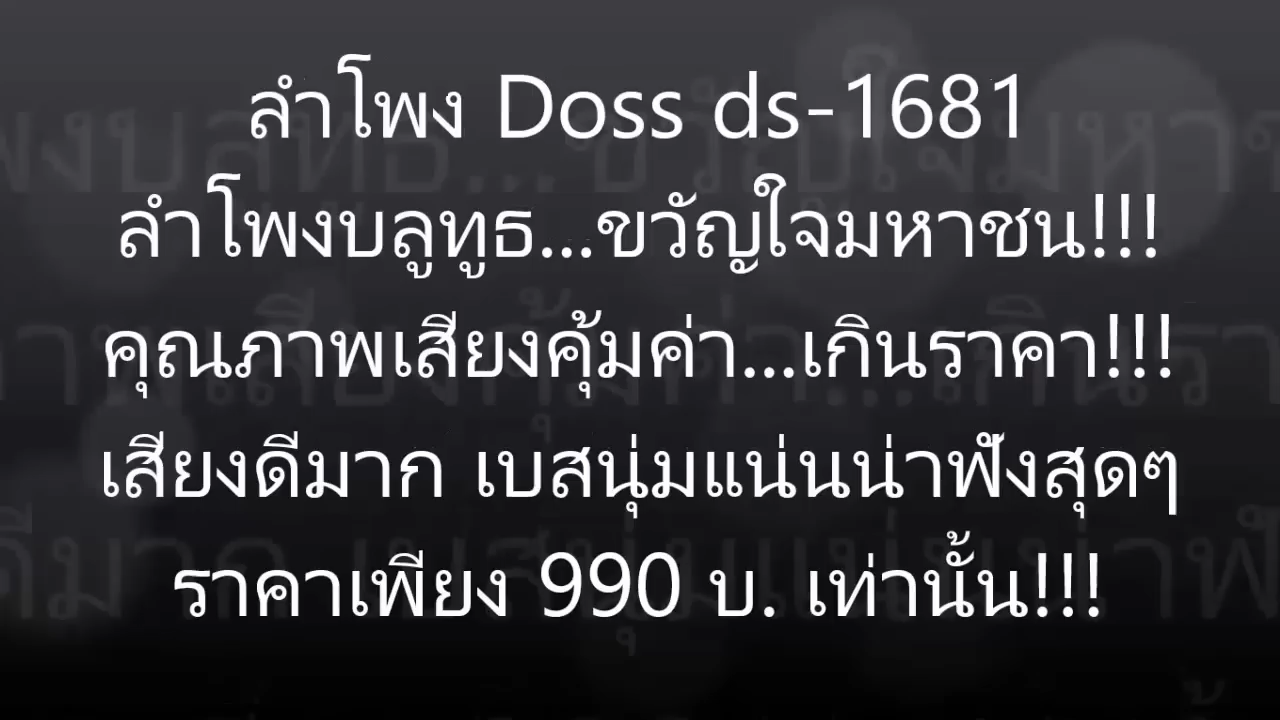 ลำโพง Doss ds-1681
ลำโพงบลูทูธ...ขวัญใจมหาชน!!!
คุณภาพเสียงคุ้มค่า...เกินราคา!!!
เสียงดีมาก เบสนุ่มแน่นน่าฟังสุดๆ
ราคาเพียง 990 บ. เท่านั้น!!!